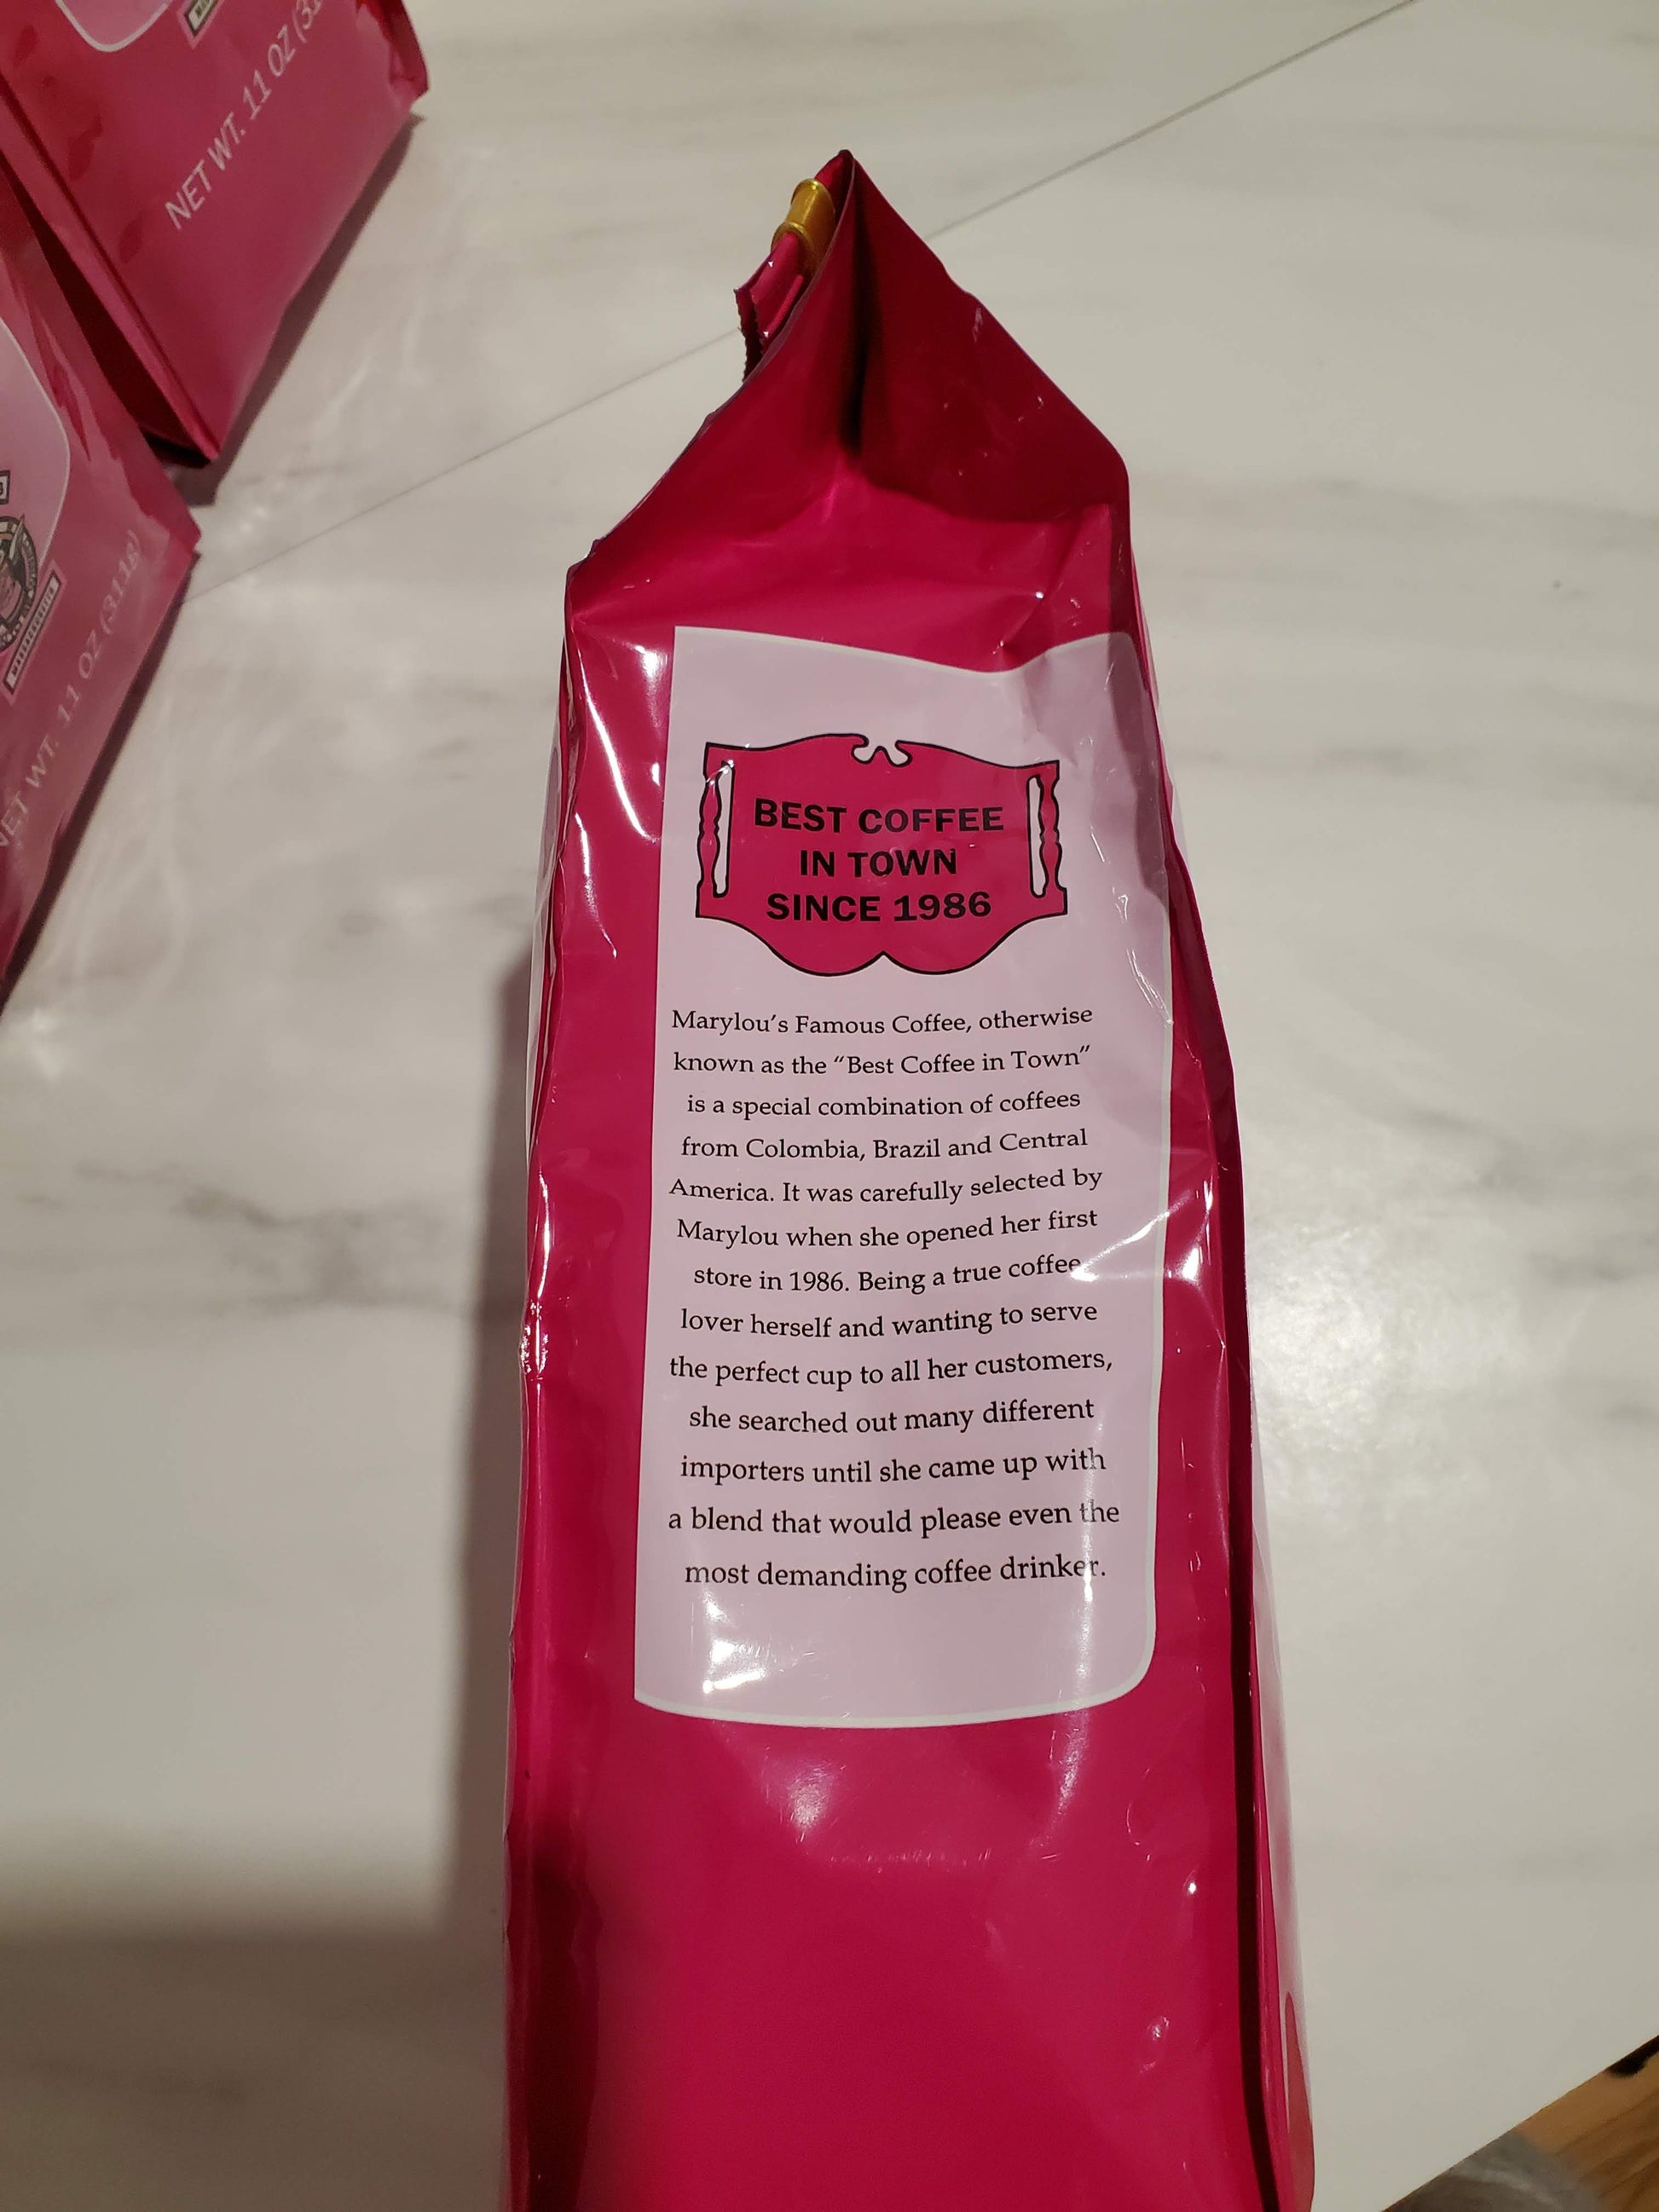 NET WT. 11 OZ
NET WT. 11 OZ (311g)
BEST COFFEE
IN TOWN
SINCE 1986
Marylou's Famous Coffee, otherwise
known as the "Best Coffee in Town"
is a special combination of coffees
from Colombia, Brazil and Central
America. It was carefully selected by
Marylou when she opened her first
store in 1986. Being a true coffee
lover herself and wanting to serve
the perfect cup to all her customers,
she searched out many different
importers until she came up with
a blend that would please even the
most demanding coffee drinker.